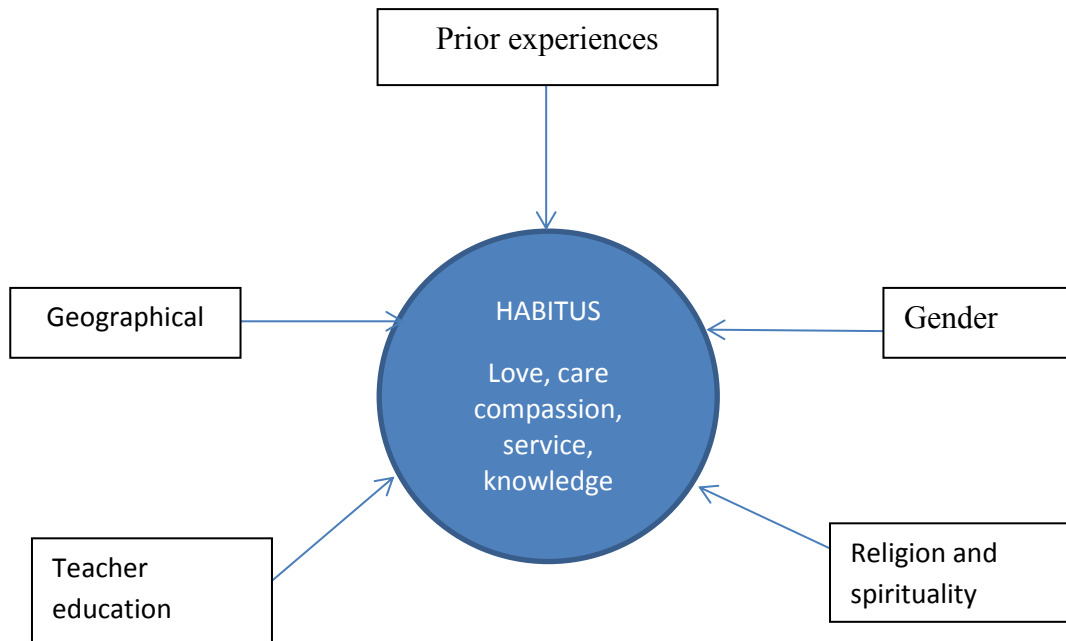 Prior experiences
Geographical
HABITUS
Love, care
compassion,
service,
knowledge
Gender
Teacher
education
Religion and
spirituality